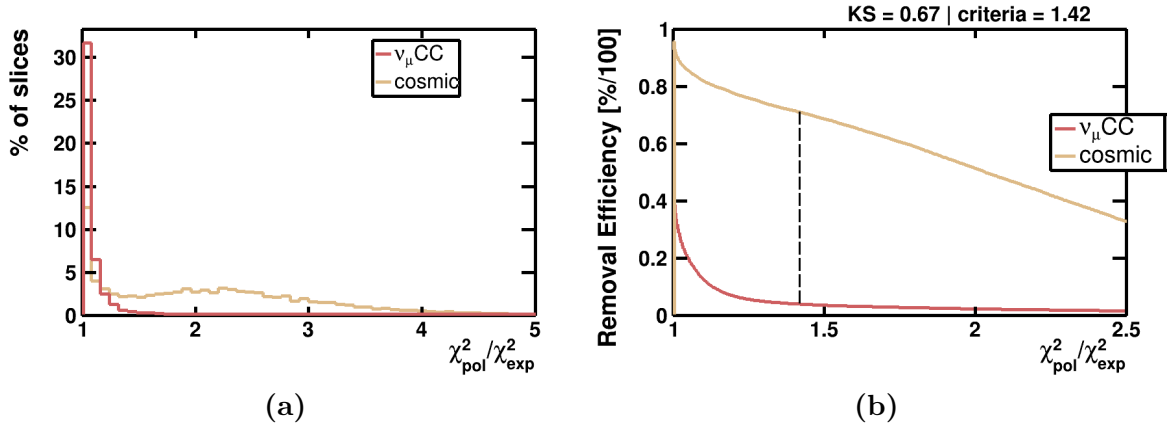 % of slices
30
25
20
15
10
5
0
1 2 3 4 5
χ²pol/χ²exp
νμCC
cosmic
(a)
KS = 0.67 | criteria = 1.42
Removal Efficiency [%/100]
1
0.8
0.6
0.4
0.2
0
1 1.5 2 2.5
χ²pol/χ²exp
νμCC
cosmic
(b)